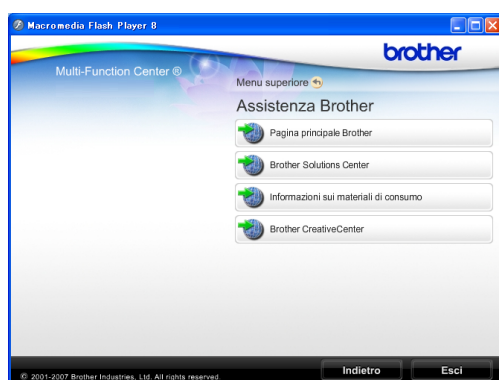 Macromedia Flash Player 8
brother
Multi-Function Center ®
Menu superiore
Assistenza Brother
Pagina principale Brother
Brother Solutions Center
Informazioni sui materiali di consumo
Brother CreativeCenter
© 2001-2007 Brother Industries, Ltd. All rights reserved.
Indietro
Esci